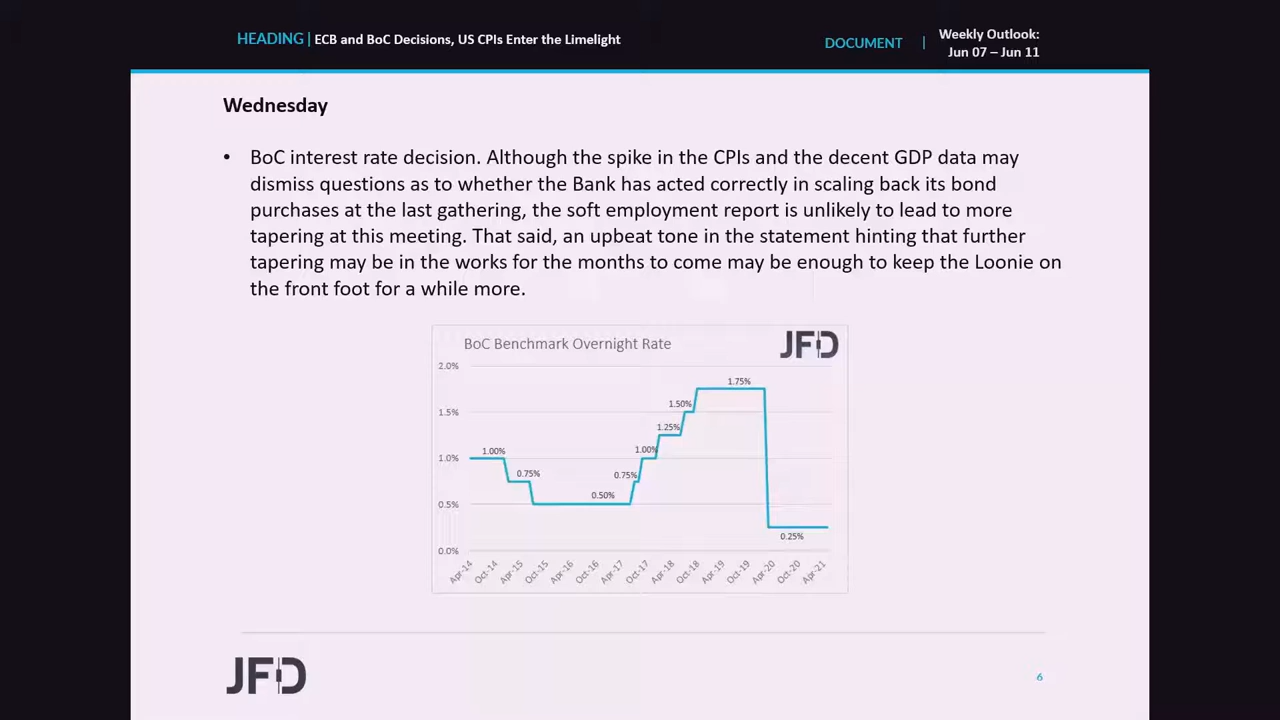 HEADING | ECB and BoC Decisions, US CPIs Enter the Limelight
DOCUMENT | Weekly Outlook:
Jun 07 – Jun 11
Wednesday
• BoC interest rate decision. Although the spike in the CPIs and the decent GDP data may
dismiss questions as to whether the Bank has acted correctly in scaling back its bond
purchases at the last gathering, the soft employment report is unlikely to lead to more
tapering at this meeting. That said, an upbeat tone in the statement hinting that further
tapering may be in the works for the months to come may be enough to keep the Loonie on
the front foot for a while more.
BoC Benchmark Overnight Rate
JFD
2.0%
1.75%
1.5%
1.50%
1.25%
1.0%
1.00%
1.00%
0.75%
0.75%
0.5%
0.50%
0.25%
0.0%
Apr-14
Oct-14
Apr-15
Oct-15
Apr-16
Oct-16
Apr-17
Oct-17
Apr-18
Oct-18
Apr-19
Oct-19
Apr-20
Oct-20
Apr-21
JFD
6